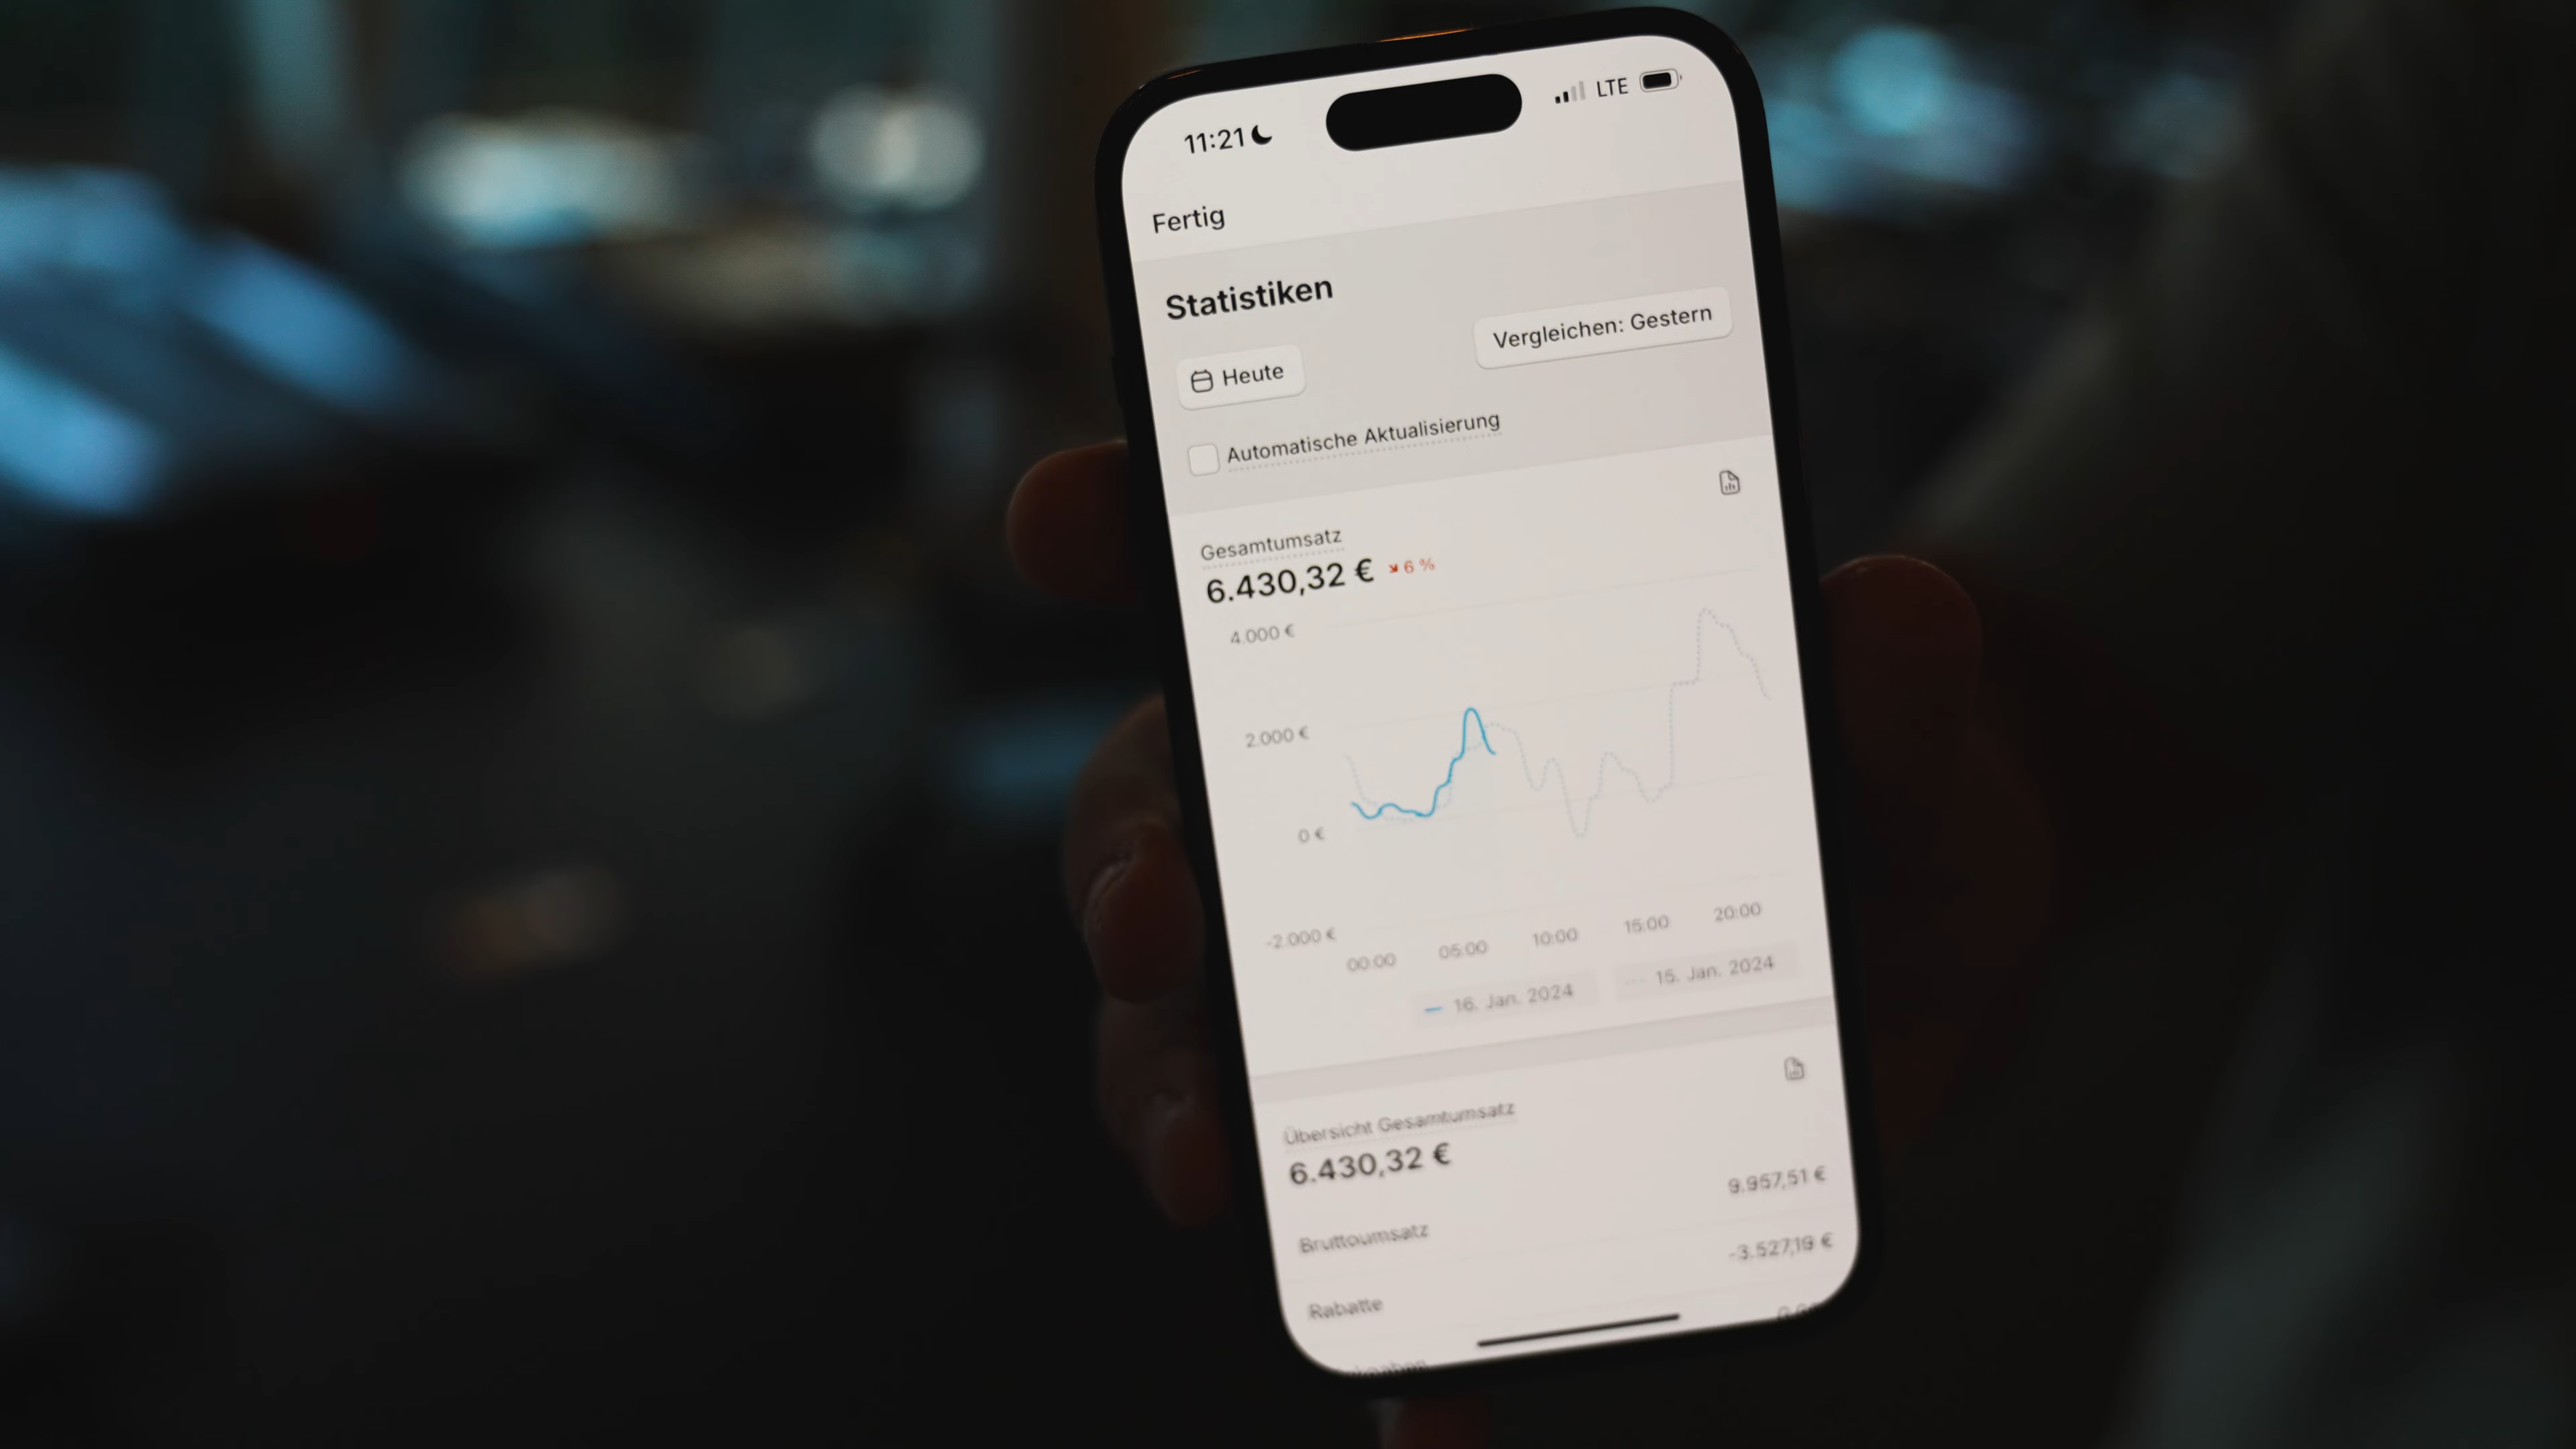 11:21
LTE
Fertig
Statistiken
Heute
Vergleichen: Gestern
Automatische Aktualisierung
Gesamtumsatz
6.430,32 € 6 %
4.000 €
2.000 €
0 €
-2.000 €
00:00 05:00 10:00 15:00 20:00
16. Jan. 2024 15. Jan. 2024
Übersicht Gesamtumsatz
6.430,32 €
Bruttoumsatz 9.957,51 €
Rabatte -3.527,19 €